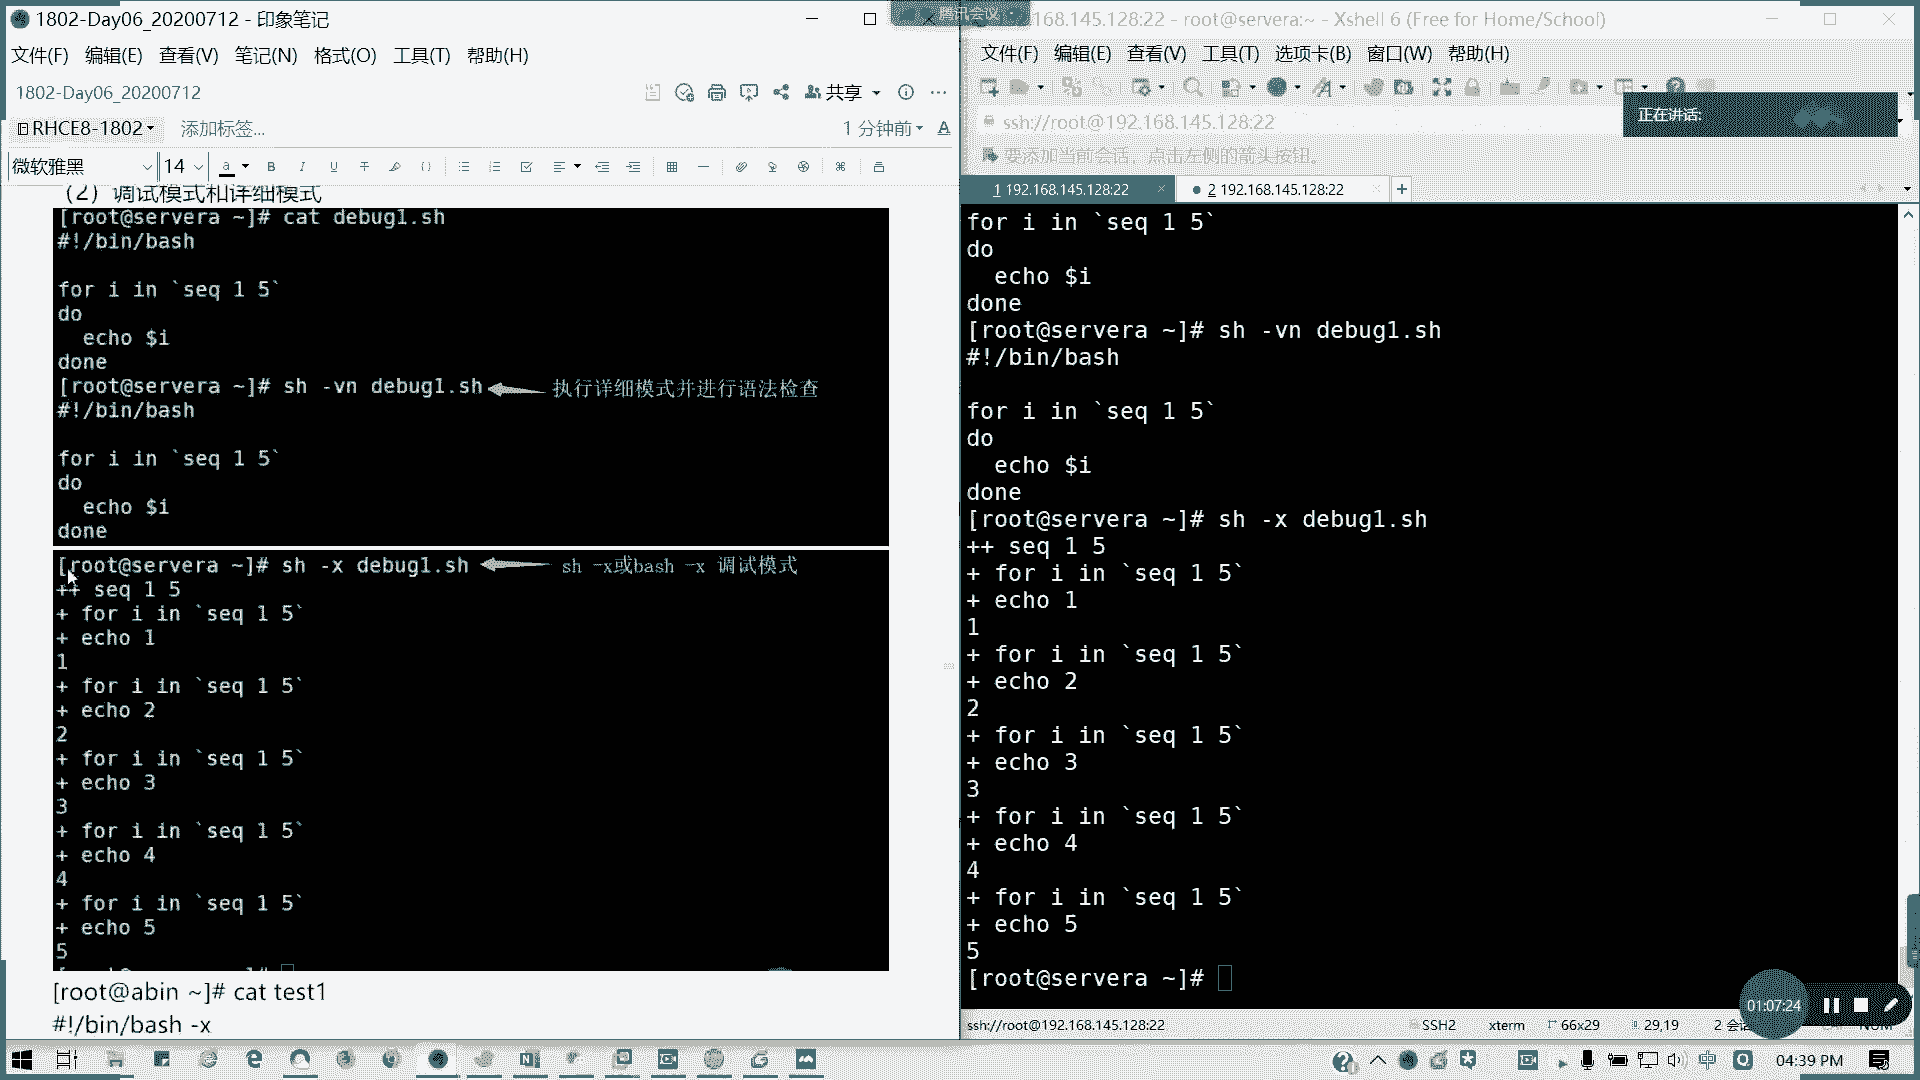 1802-Day06_20200712 - 印象笔记
文件(F) 编辑(E) 查看(V) 笔记(N) 格式(O) 工具(T) 帮助(H)
1802-Day06_20200712
共享
RHCE8-1802
添加标签...
1 分钟前
微软雅黑
14
（2）调试模式和详细模式
[root@servera ~]# cat debug1.sh
#!/bin/bash
for i in `seq 1 5`
do
echo $i
done
[root@servera ~]# sh -vn debug1.sh
执行详细模式并进行语法检查
#!/bin/bash
for i in `seq 1 5`
do
echo $i
done
[root@servera ~]# sh -x debug1.sh
sh -x或bash -x 调试模式
++ seq 1 5
+ for i in `seq 1 5`
+ echo 1
1
+ for i in `seq 1 5`
+ echo 2
2
+ for i in `seq 1 5`
+ echo 3
3
+ for i in `seq 1 5`
+ echo 4
4
+ for i in `seq 1 5`
+ echo 5
5
[root@abin ~]# cat test1
#!/bin/bash -x
腾讯会议
168.145.128:22 - root@servera:~ - Xshell 6 (Free for Home/School)
文件(F) 编辑(E) 查看(V) 工具(T) 选项卡(B) 窗口(W) 帮助(H)
正在讲话:
ssh://root@192.168.145.128:22
要添加当前会话，点击左侧的箭头按钮。
1 192.168.145.128:22
2 192.168.145.128:22
for i in `seq 1 5`
do
echo $i
done
[root@servera ~]# sh -vn debug1.sh
#!/bin/bash
for i in `seq 1 5`
do
echo $i
done
[root@servera ~]# sh -x debug1.sh
++ seq 1 5
+ for i in `seq 1 5`
+ echo 1
1
+ for i in `seq 1 5`
+ echo 2
2
+ for i in `seq 1 5`
+ echo 3
3
+ for i in `seq 1 5`
+ echo 4
4
+ for i in `seq 1 5`
+ echo 5
5
[root@servera ~]#
01:07:24
ssh://root@192.168.145.128:22
SSH2
xterm
66x29
29,19
2 会
NUM
中
04:39 PM